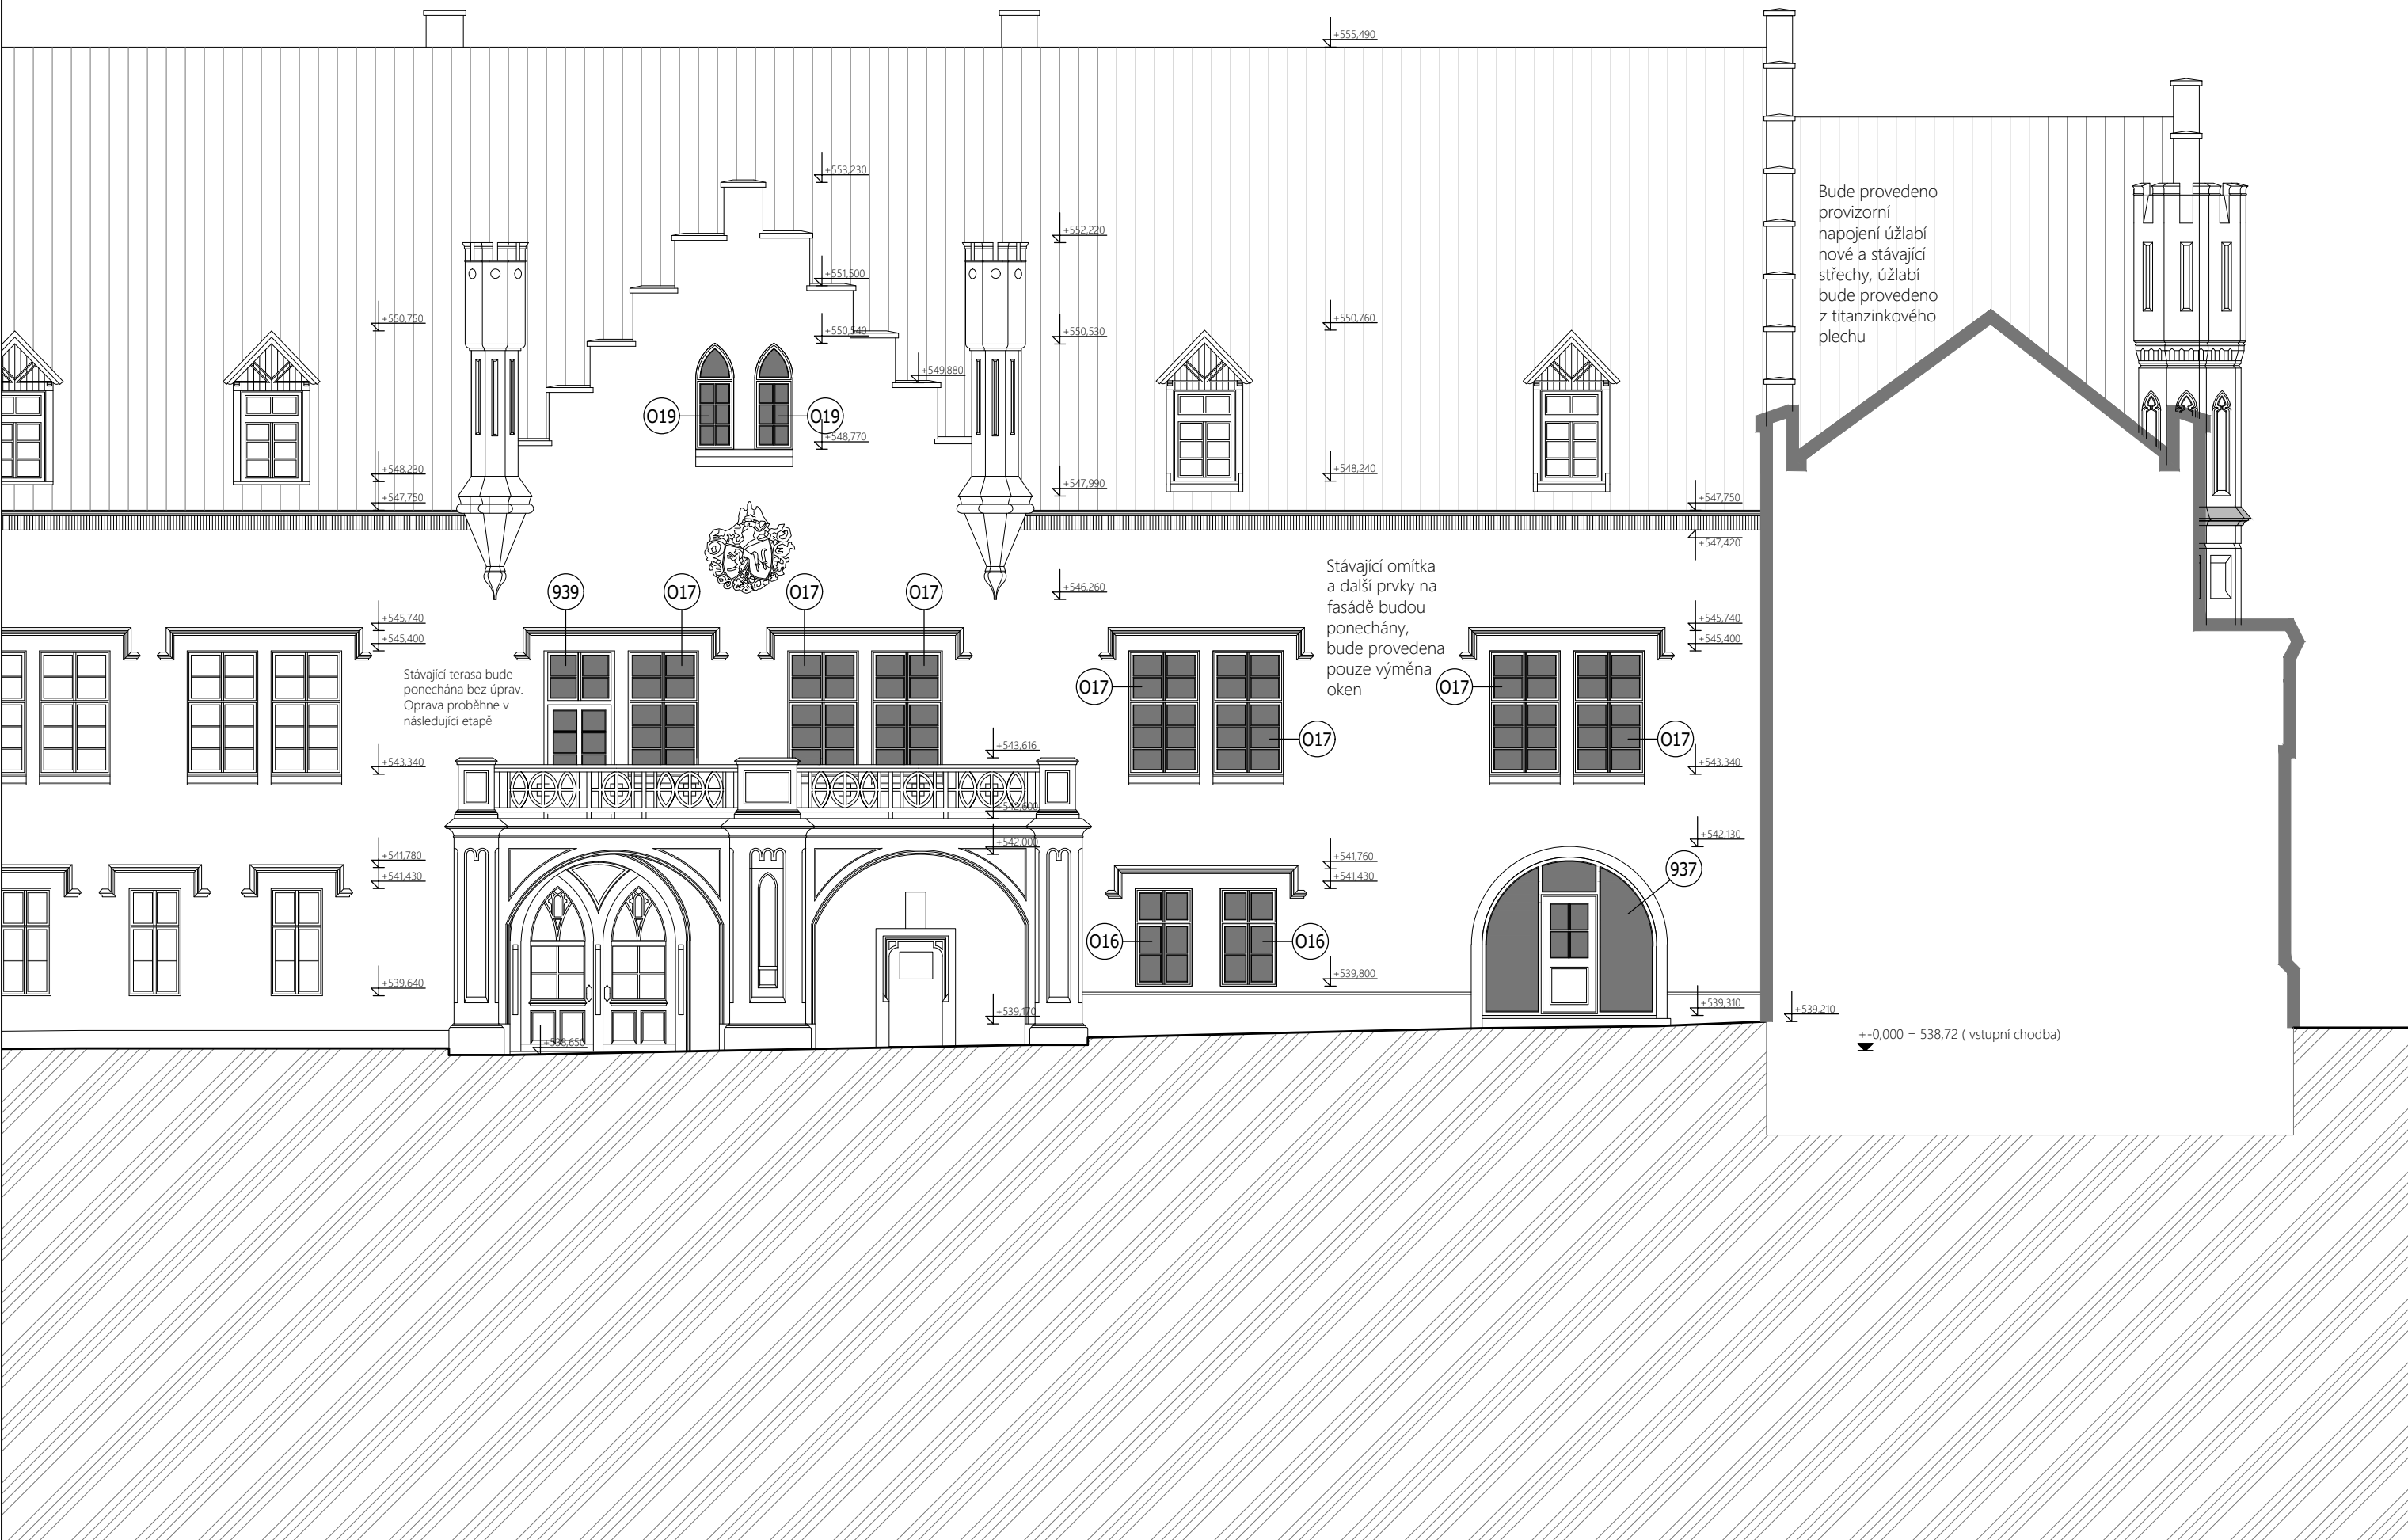 +555,490
+553,230
Bude provedeno
provizorní
napojení úžlabí
nové a stávající
střechy, úžlabí
bude provedeno
z titanzinkového
plechu
+552,220
+551,500
+550,750
+550,540
+550,530
+550,760
+549,880
O19
O19
+548,770
+548,230
+548,240
+547,990
+547,750
+547,750
+547,420
Stávající omítka
a další prvky na
fasádě budou
ponechány,
bude provedena
pouze výměna
oken
939
O17
O17
O17
+546,260
+545,740
+545,400
+545,740
+545,400
Stávající terasa bude
ponechána bez úprav.
Oprava proběhne v
následující etapě
O17
O17
O17
O17
+543,616
+543,340
+543,340
+542,000
+542,130
+541,780
+541,430
+541,760
+541,430
937
O16
O16
+539,640
+539,800
+539,170
+539,310
+539,210
+-0,000 = 538,72 ( vstupní chodba)